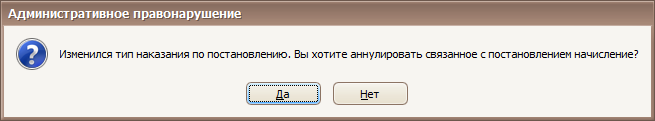 Административное правонарушение
Изменился тип наказания по постановлению. Вы хотите аннулировать связанное с постановлением начисление?
Да
Нет